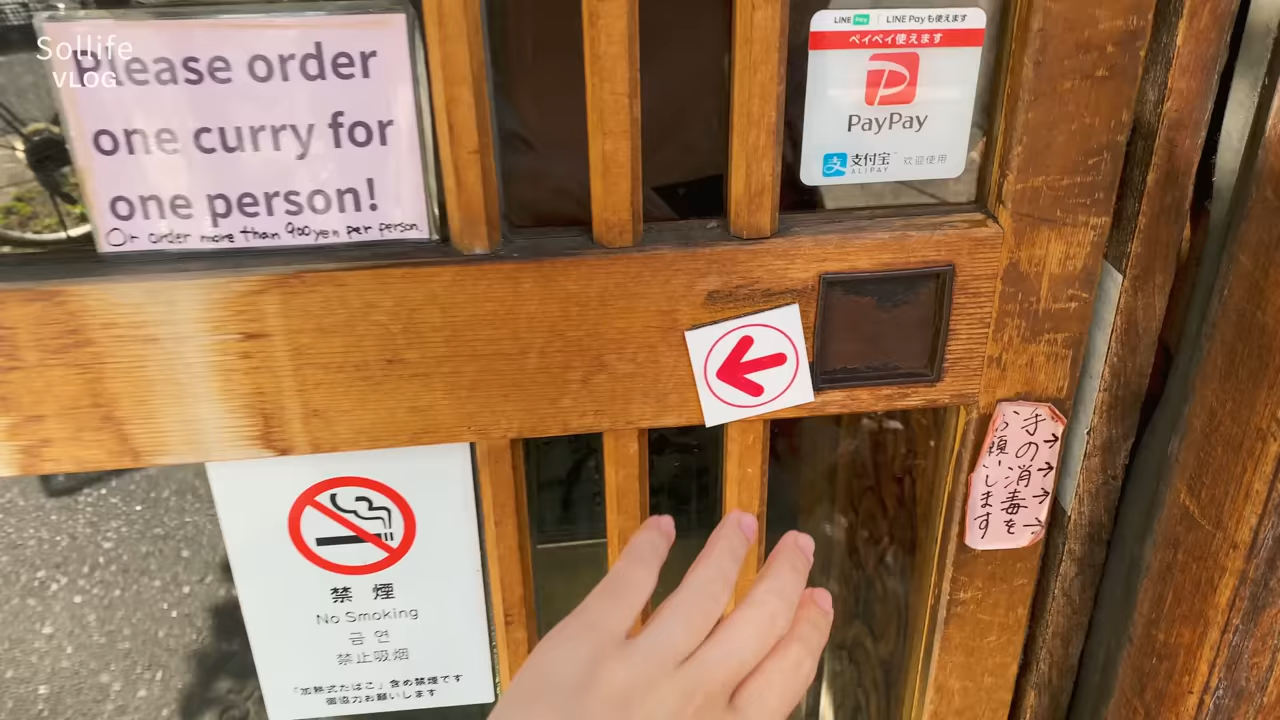 Sollife
VLOG
Please order
one curry for
one person!
Or order more than 900yen per person.
LINE Pay LINE Payも使えます
ペイペイ使えます
PayPay
支付宝 欢迎使用
ALIPAY
手の消毒を
お願いします
禁煙
No Smoking
금연
禁止吸烟
「加熱式たばこ」含め禁煙です
御協力お願いします